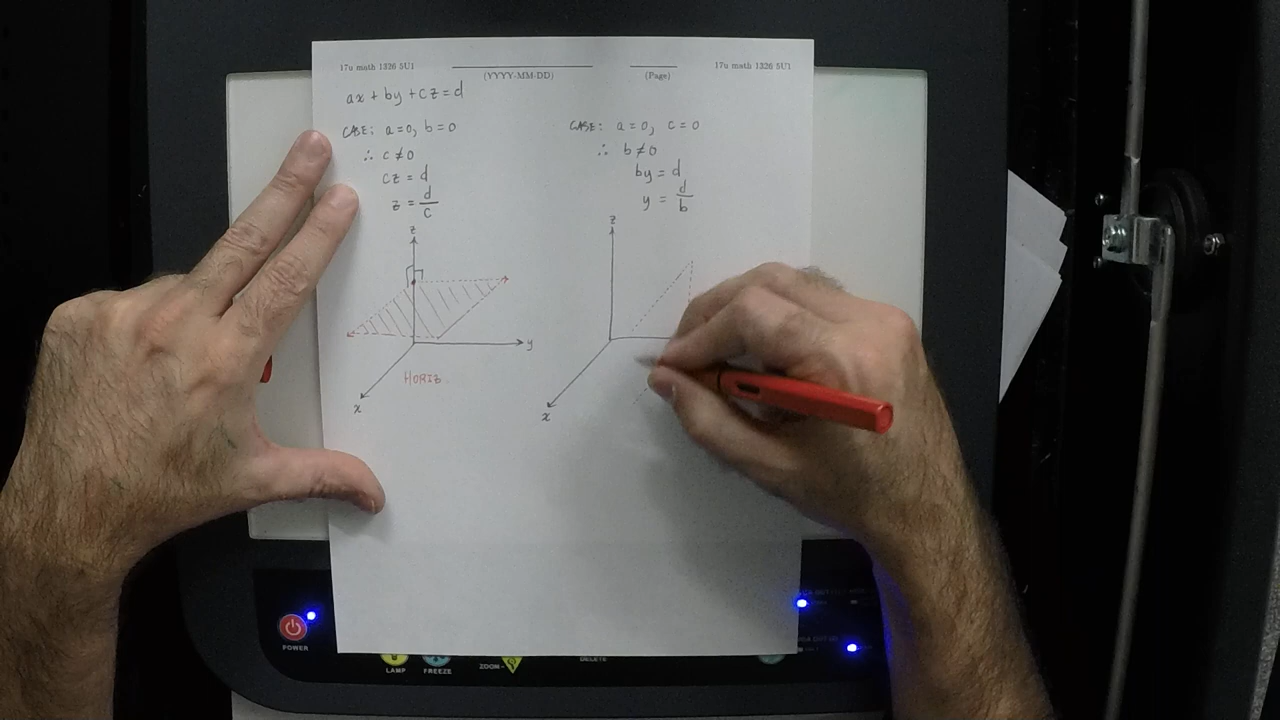 17u math 1326 5U1
(YYYY-MM-DD)
(Page)
17u math 1326 5U1
ax + by + cz = d
CASE: a=0, b=0
∴ c≠0
cz = d
z = d/c
z
y
x
HORIZ.
CASE: a=0, c=0
∴ b≠0
by = d
y = d/b
z
x
POWER
LAMP
FREEZE
ZOOM-
DELETE